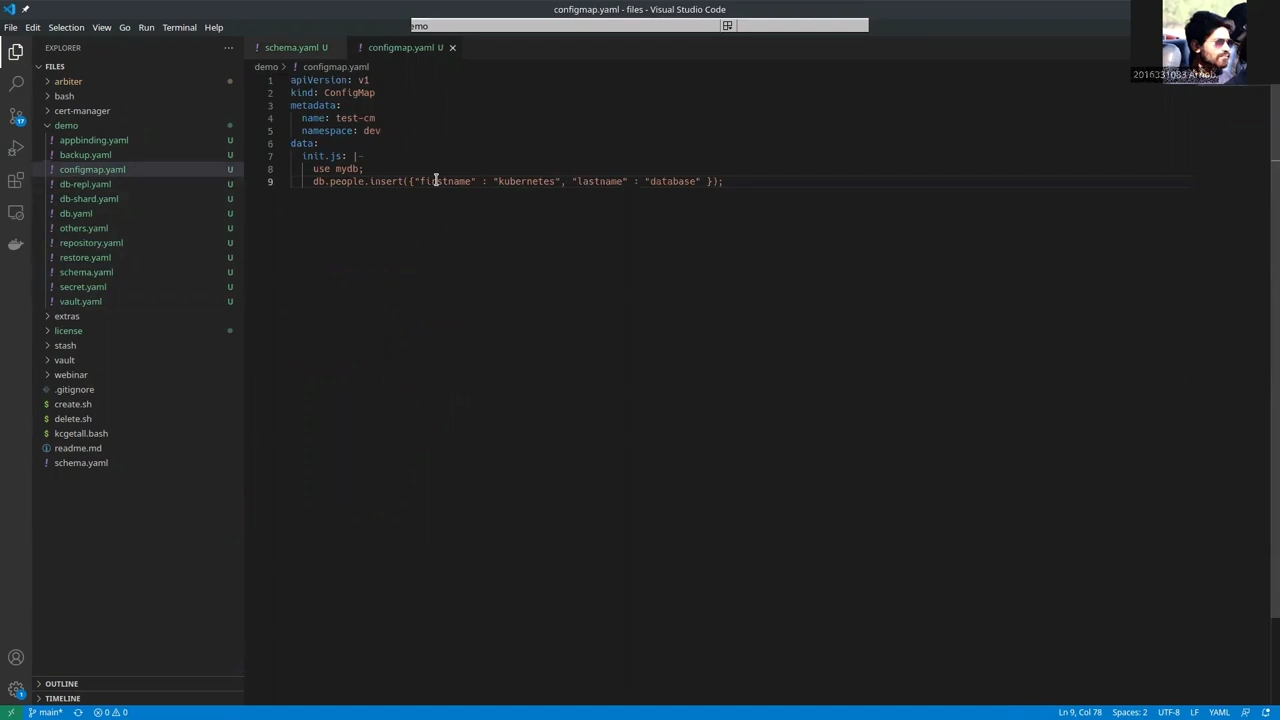 configmap.yaml - files - Visual Studio Code
emo
File Edit Selection View Go Run Terminal Help
2016331083 Arnob
EXPLORER
schema.yaml U
configmap.yaml U
FILES
demo > configmap.yaml
arbiter
bash
cert-manager
demo
appbinding.yaml U
backup.yaml U
configmap.yaml U
db-repl.yaml U
db-shard.yaml U
db.yaml U
others.yaml U
repository.yaml U
restore.yaml U
schema.yaml U
secret.yaml U
vault.yaml U
extras
license
stash
vault
webinar
.gitignore
create.sh
delete.sh
kcgetall.bash
readme.md
schema.yaml
1 apiVersion: v1
2 kind: ConfigMap
3 metadata:
4 name: test-cm
5 namespace: dev
6 data:
7 init.js: |-
8 use mydb;
9 db.people.insert({"firstname" : "kubernetes", "lastname" : "database" });
17
OUTLINE
TIMELINE
1
main* 0 0
Ln 9, Col 78 Spaces: 2 UTF-8 LF YAML